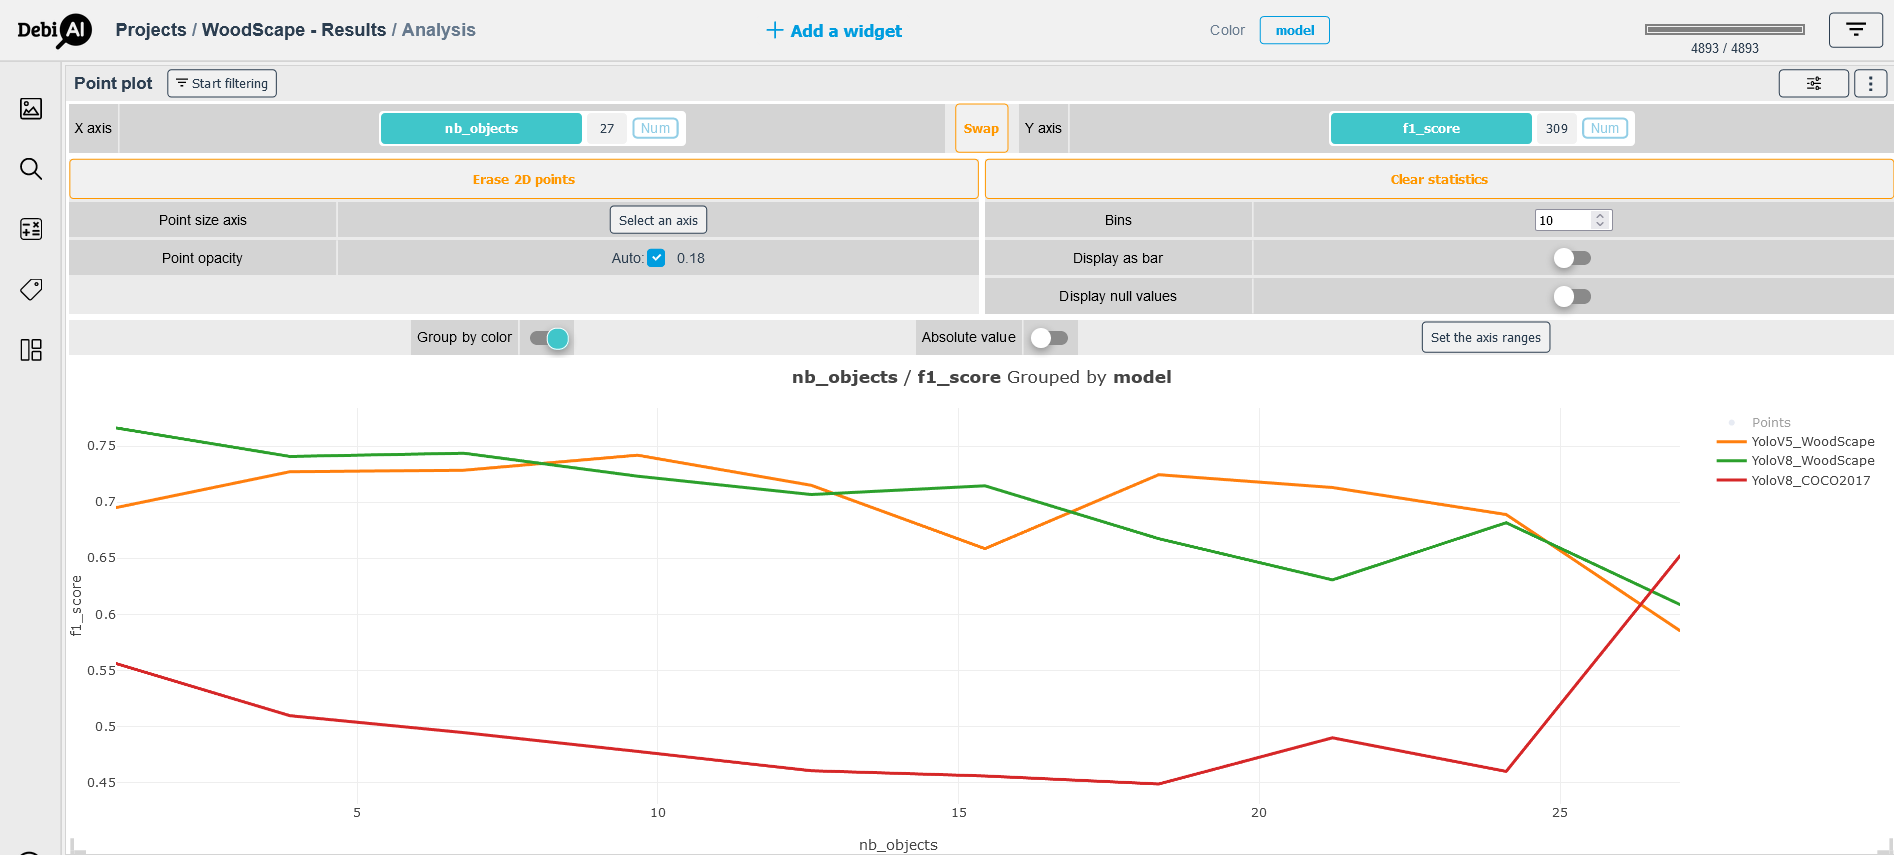 DebiAI Projects / WoodScape - Results / Analysis Add a widget Color model 4893 / 4893
Point plot Start filtering
X axis nb_objects 27 Num Swap Y axis f1_score 309 Num
Erase 2D points Clear statistics
Point size axis Select an axis Bins 10
Point opacity Auto: 0.18 Display as bar
Display null values
Group by color Absolute value Set the axis ranges
nb_objects / f1_score Grouped by model
Points
YoloV5_WoodScape
YoloV8_WoodScape
YoloV8_COCO2017
0.75
0.7
0.65
0.6
0.55
0.5
0.45
f1_score
5 10 15 20 25
nb_objects